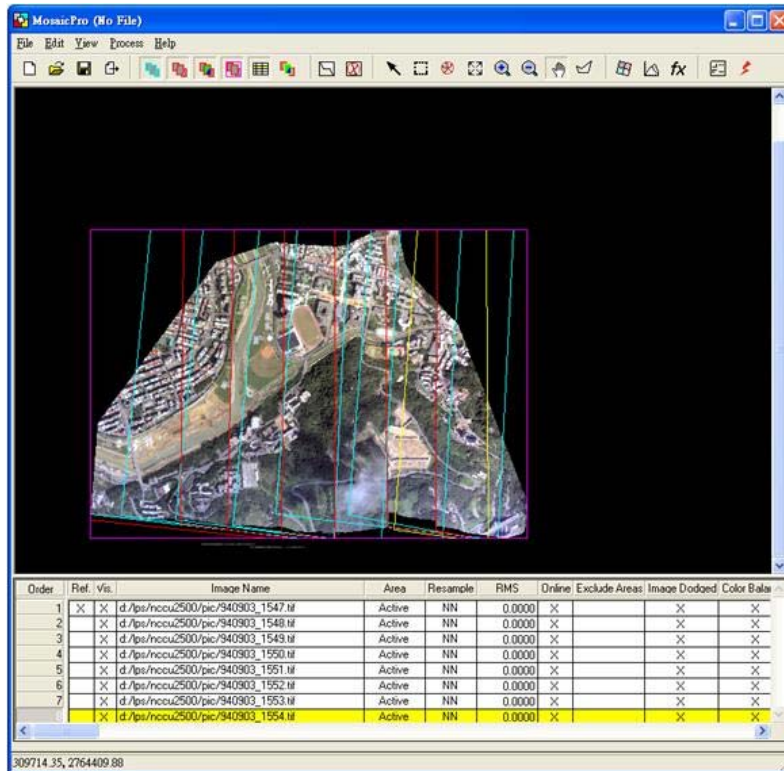 MosaicPro (No File)
File Edit View Process Help
fx
Order Ref. Vis. Image Name Area Resample RMS Online Exclude Areas Image Dodged Color Balan
1 X X d:/lps/nccu2500/pic/940903_1547.tif Active NN 0.0000 X X X
2 X d:/lps/nccu2500/pic/940903_1548.tif Active NN 0.0000 X X X
3 X d:/lps/nccu2500/pic/940903_1549.tif Active NN 0.0000 X X X
4 X d:/lps/nccu2500/pic/940903_1550.tif Active NN 0.0000 X X X
5 X d:/lps/nccu2500/pic/940903_1551.tif Active NN 0.0000 X X X
6 X d:/lps/nccu2500/pic/940903_1552.tif Active NN 0.0000 X X X
7 X d:/lps/nccu2500/pic/940903_1553.tif Active NN 0.0000 X X X
X d:/lps/nccu2500/pic/940903_1554.tif Active NN 0.0000 X X X
309714.35, 2764409.88